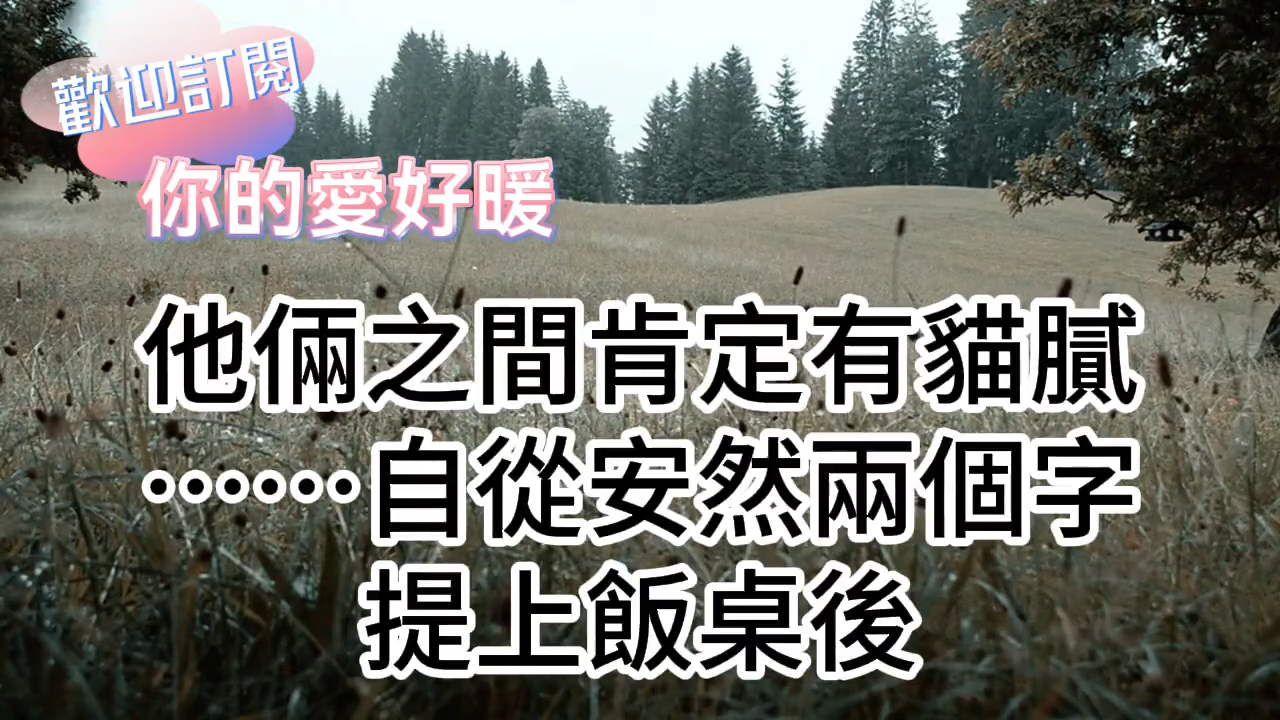 歡迎訂閱
你的愛好暖
他倆之間肯定有貓膩
……自從安然兩個字
提上飯桌後